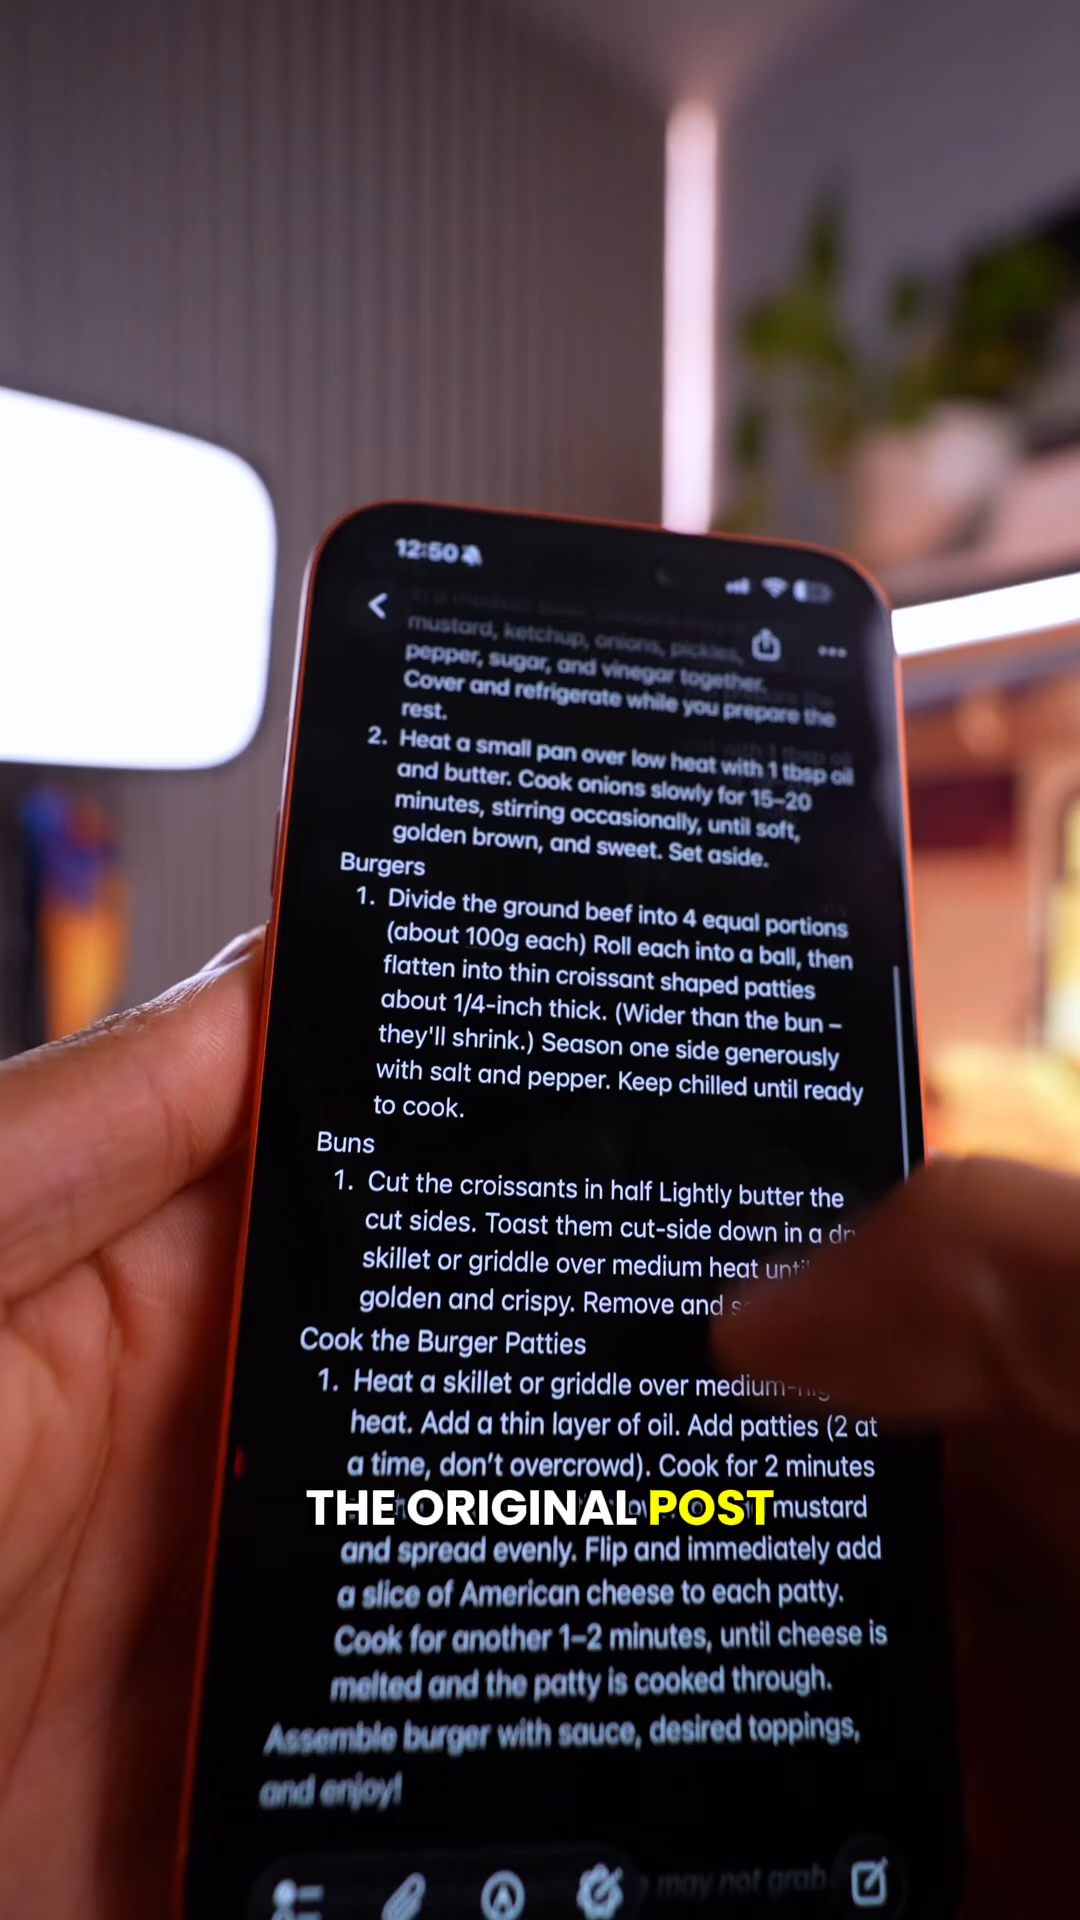 12:50
mustard, ketchup, onions, pickles,
pepper, sugar, and vinegar together.
Cover and refrigerate while you prepare the
rest.
2. Heat a small pan over low heat with 1 tbsp oil
and butter. Cook onions slowly for 15–20
minutes, stirring occasionally, until soft,
golden brown, and sweet. Set aside.
Burgers
1. Divide the ground beef into 4 equal portions
(about 100g each) Roll each into a ball, then
flatten into thin croissant shaped patties
about 1/4-inch thick. (Wider than the bun –
they'll shrink.) Season one side generously
with salt and pepper. Keep chilled until ready
to cook.
Buns
1. Cut the croissants in half Lightly butter the
cut sides. Toast them cut-side down in a
skillet or griddle over medium heat
golden and crispy. Remove and
Cook the Burger Patties
1. Heat a skillet or griddle over medium-
heat. Add a thin layer of oil. Add patties (2 at
a time, don't overcrowd). Cook for 2 minutes
THE ORIGINAL POST
mustard
and spread evenly. Flip and immediately add
a slice of American cheese to each patty.
Cook for another 1–2 minutes, until cheese is
melted and the patty is cooked through.
Assemble burger with sauce, desired toppings,
and enjoy!
may not grab